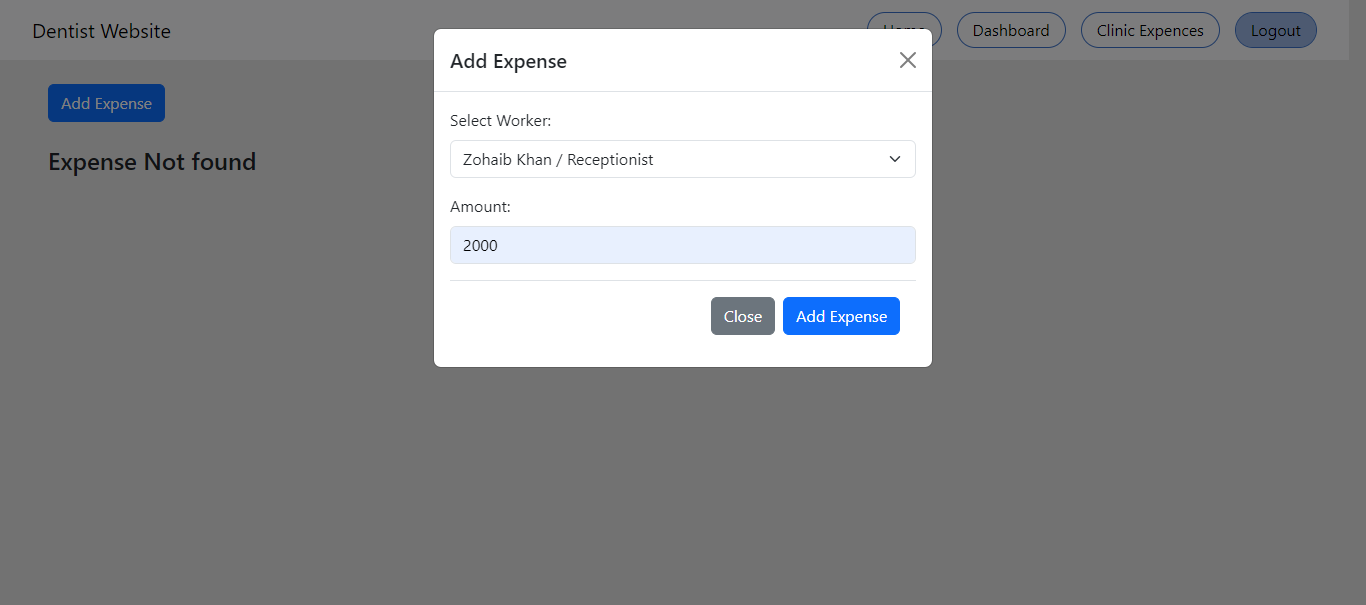 Dentist Website
Home
Dashboard
Clinic Expences
Logout
Add Expense
Expense Not found
Add Expense
Select Worker:
Zohaib Khan / Receptionist
Amount:
2000
Close
Add Expense